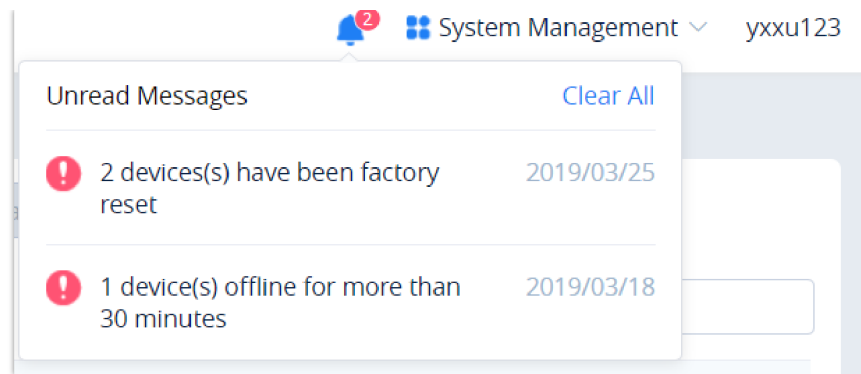 2
System Management
yxxu123
Unread Messages
Clear All
2 devices(s) have been factory
reset
2019/03/25
1 device(s) offline for more than
30 minutes
2019/03/18